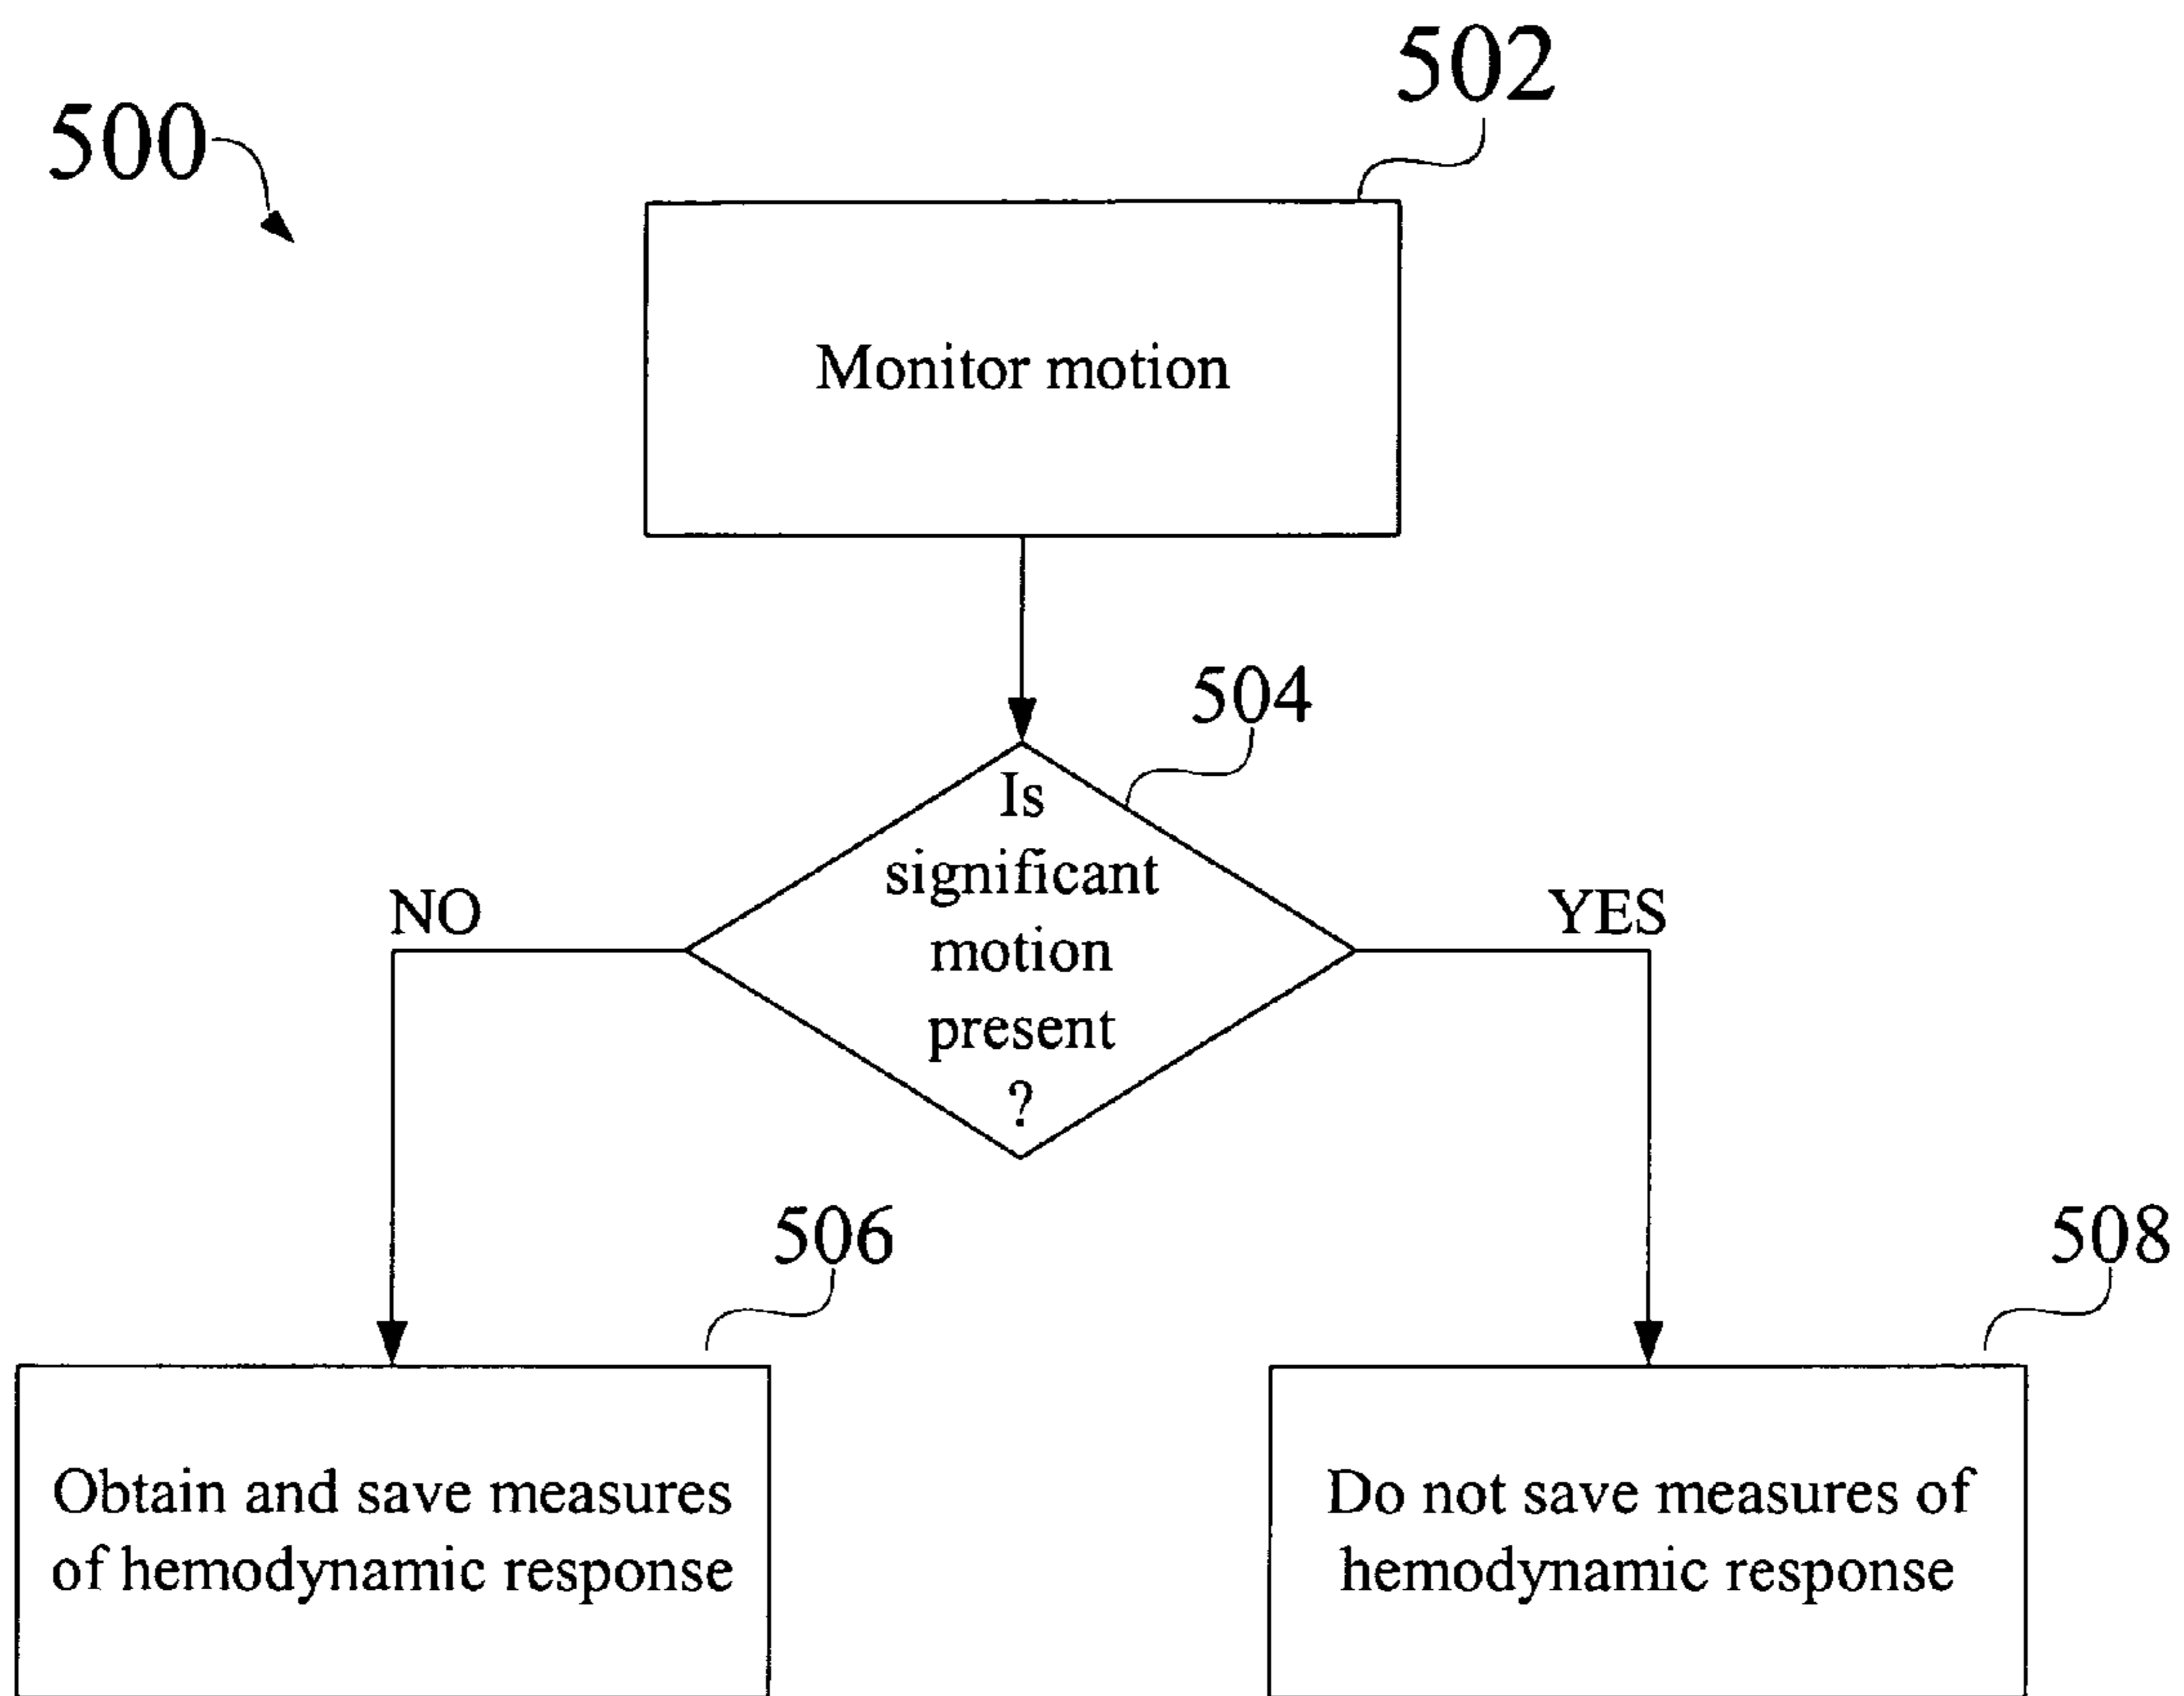 502
500
Monitor motion
504
Is
significant
motion
present
?
NO
YES
506
508
Obtain and save measures
of hemodynamic response
Do not save measures of
hemodynamic response